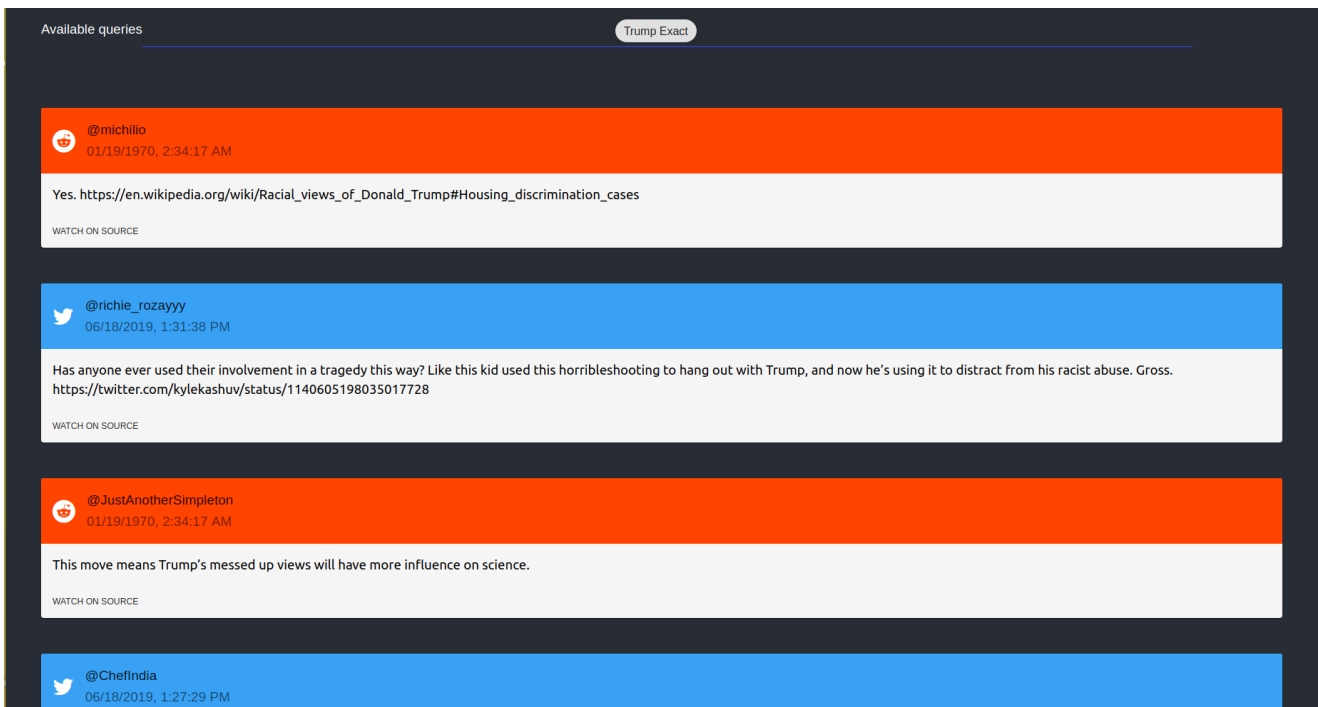 Available queries
Trump Exact
@michilio
01/19/1970, 2:34:17 AM
Yes. https://en.wikipedia.org/wiki/Racial_views_of_Donald_Trump#Housing_discrimination_cases
WATCH ON SOURCE
@richie_rozayyy
06/18/2019, 1:31:38 PM
Has anyone ever used their involvement in a tragedy this way? Like this kid used this horribleshooting to hang out with Trump, and now he’s using it to distract from his racist abuse. Gross.
https://twitter.com/kylekashuv/status/1140605198035017728
WATCH ON SOURCE
@JustAnotherSimpleton
01/19/1970, 2:34:17 AM
This move means Trump’s messed up views will have more influence on science.
WATCH ON SOURCE
@ChefIndia
06/18/2019, 1:27:29 PM